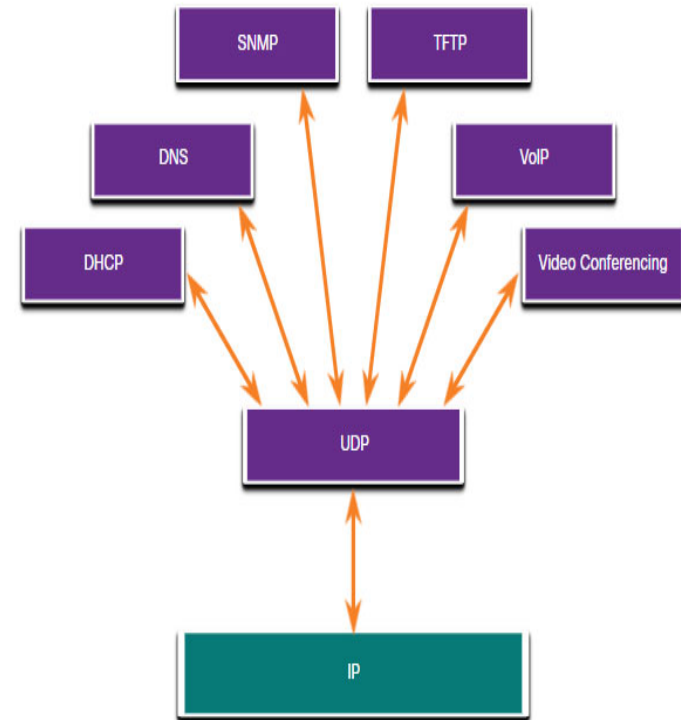 SNMP
TFTP
DNS
VoIP
DHCP
Video Conferencing
UDP
IP